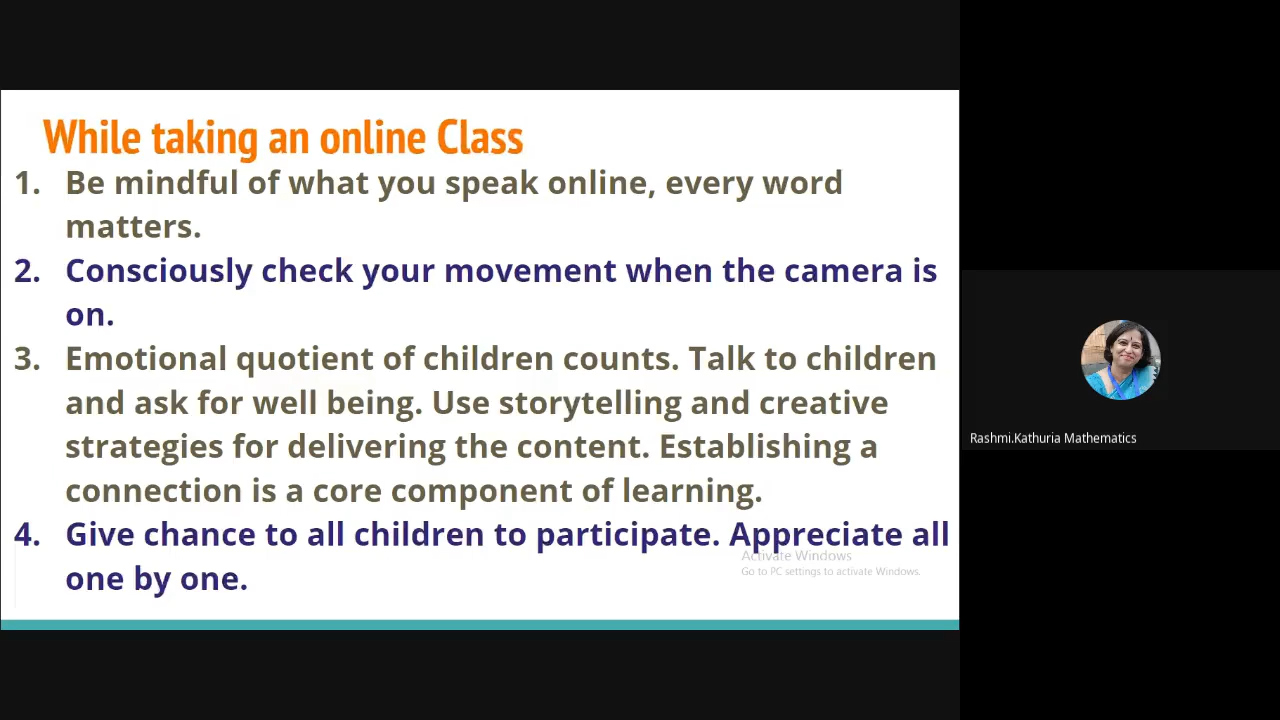 While taking an online Class
1. Be mindful of what you speak online, every word
matters.
2. Consciously check your movement when the camera is
on.
3. Emotional quotient of children counts. Talk to children
and ask for well being. Use storytelling and creative
strategies for delivering the content. Establishing a
connection is a core component of learning.
4. Give chance to all children to participate. Appreciate all
one by one.
Activate Windows
Go to PC settings to activate Windows.
Rashmi.Kathuria Mathematics